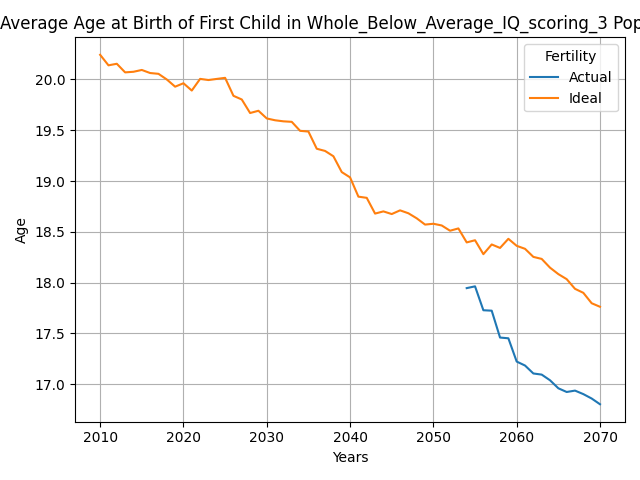 Average Age at Birth of First Child in Whole_Below_Average_IQ_scoring_3 Pop
Fertility
Actual
Ideal
20.0
19.5
19.0
18.5
18.0
17.5
17.0
Age
2010 2020 2030 2040 2050 2060 2070
Years